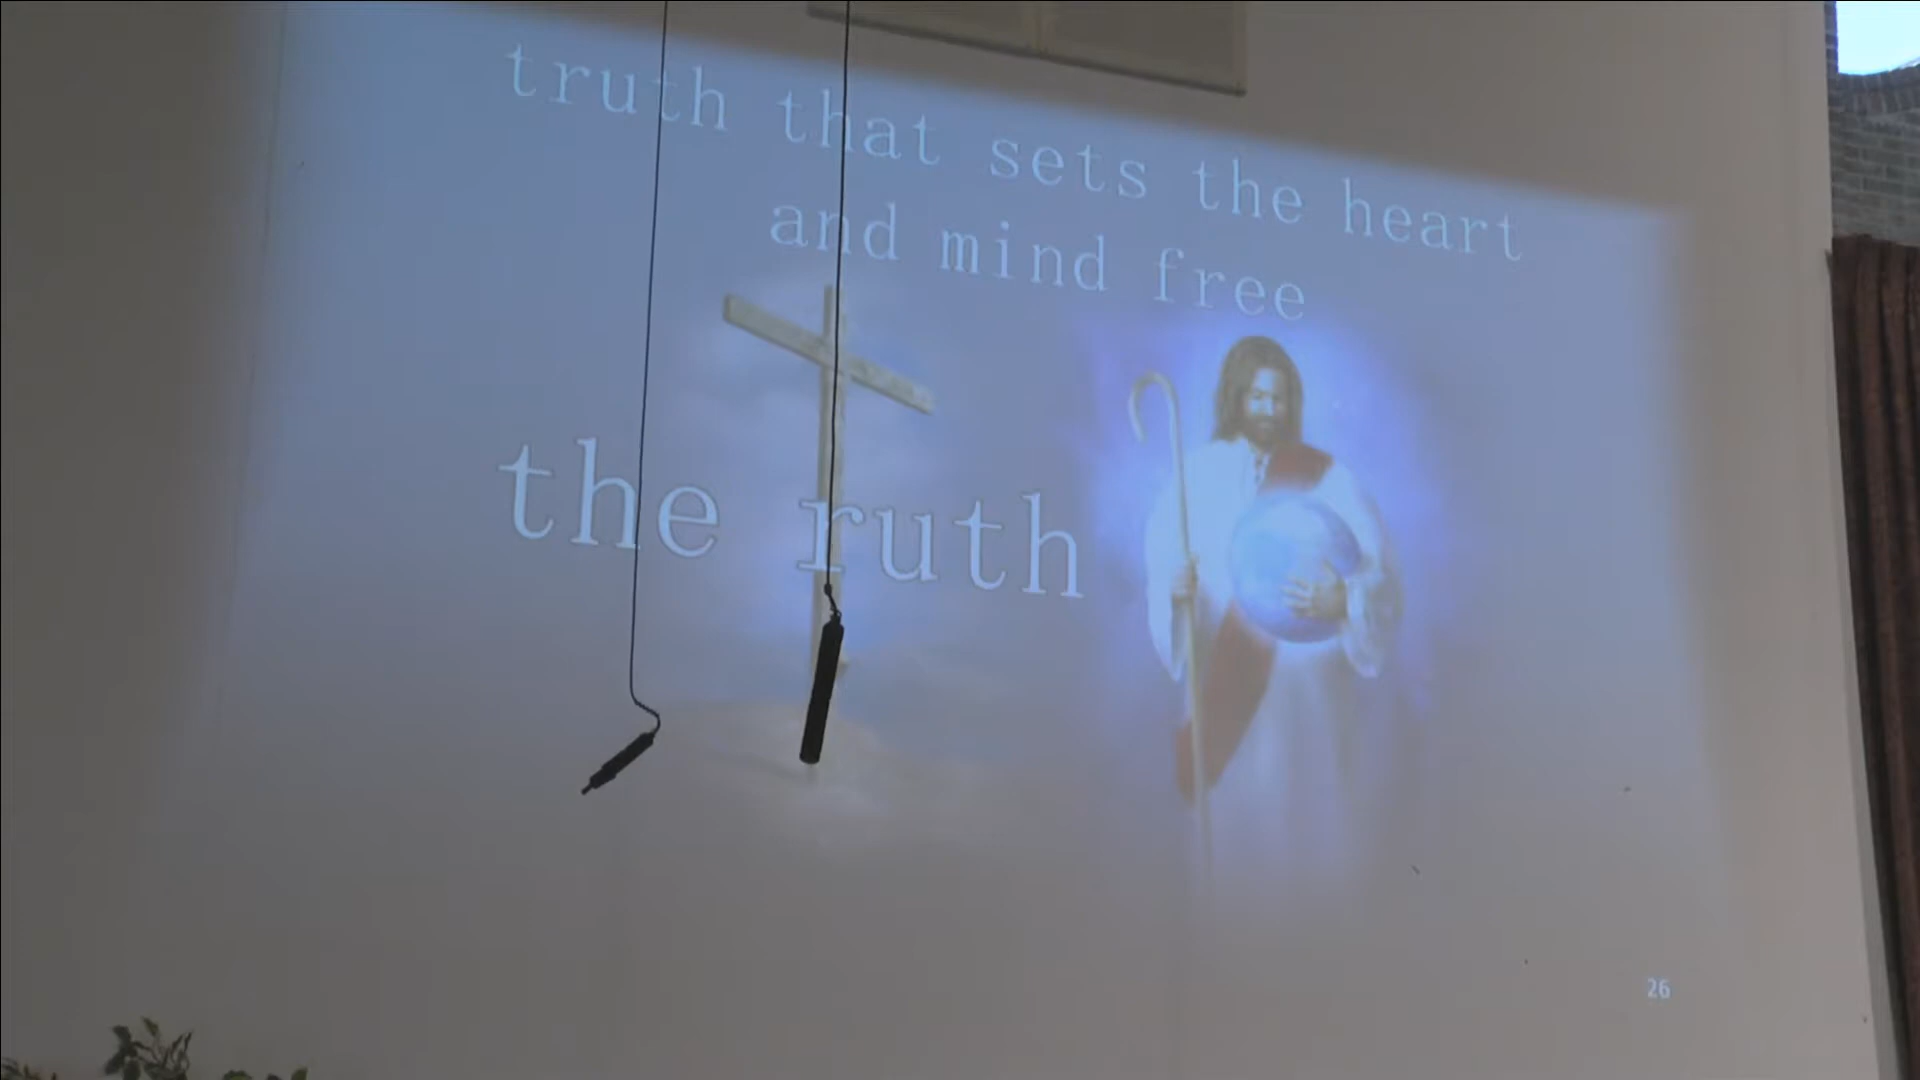 truth that sets the heart
and mind free
the ruth
26